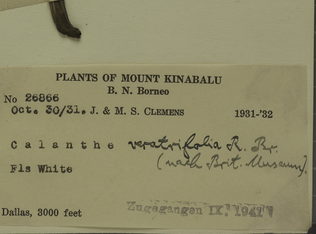 PLANTS OF MOUNT KINABALU
B. N. Borneo
No 26866
Oct. 30/31. J. & M. S. Clemens 1931-'32
Calanthe veratrifolia R. Br.
(nach Brit. Museum).
Fls White
Zugegangen IX. 1941
Dallas, 3000 feet